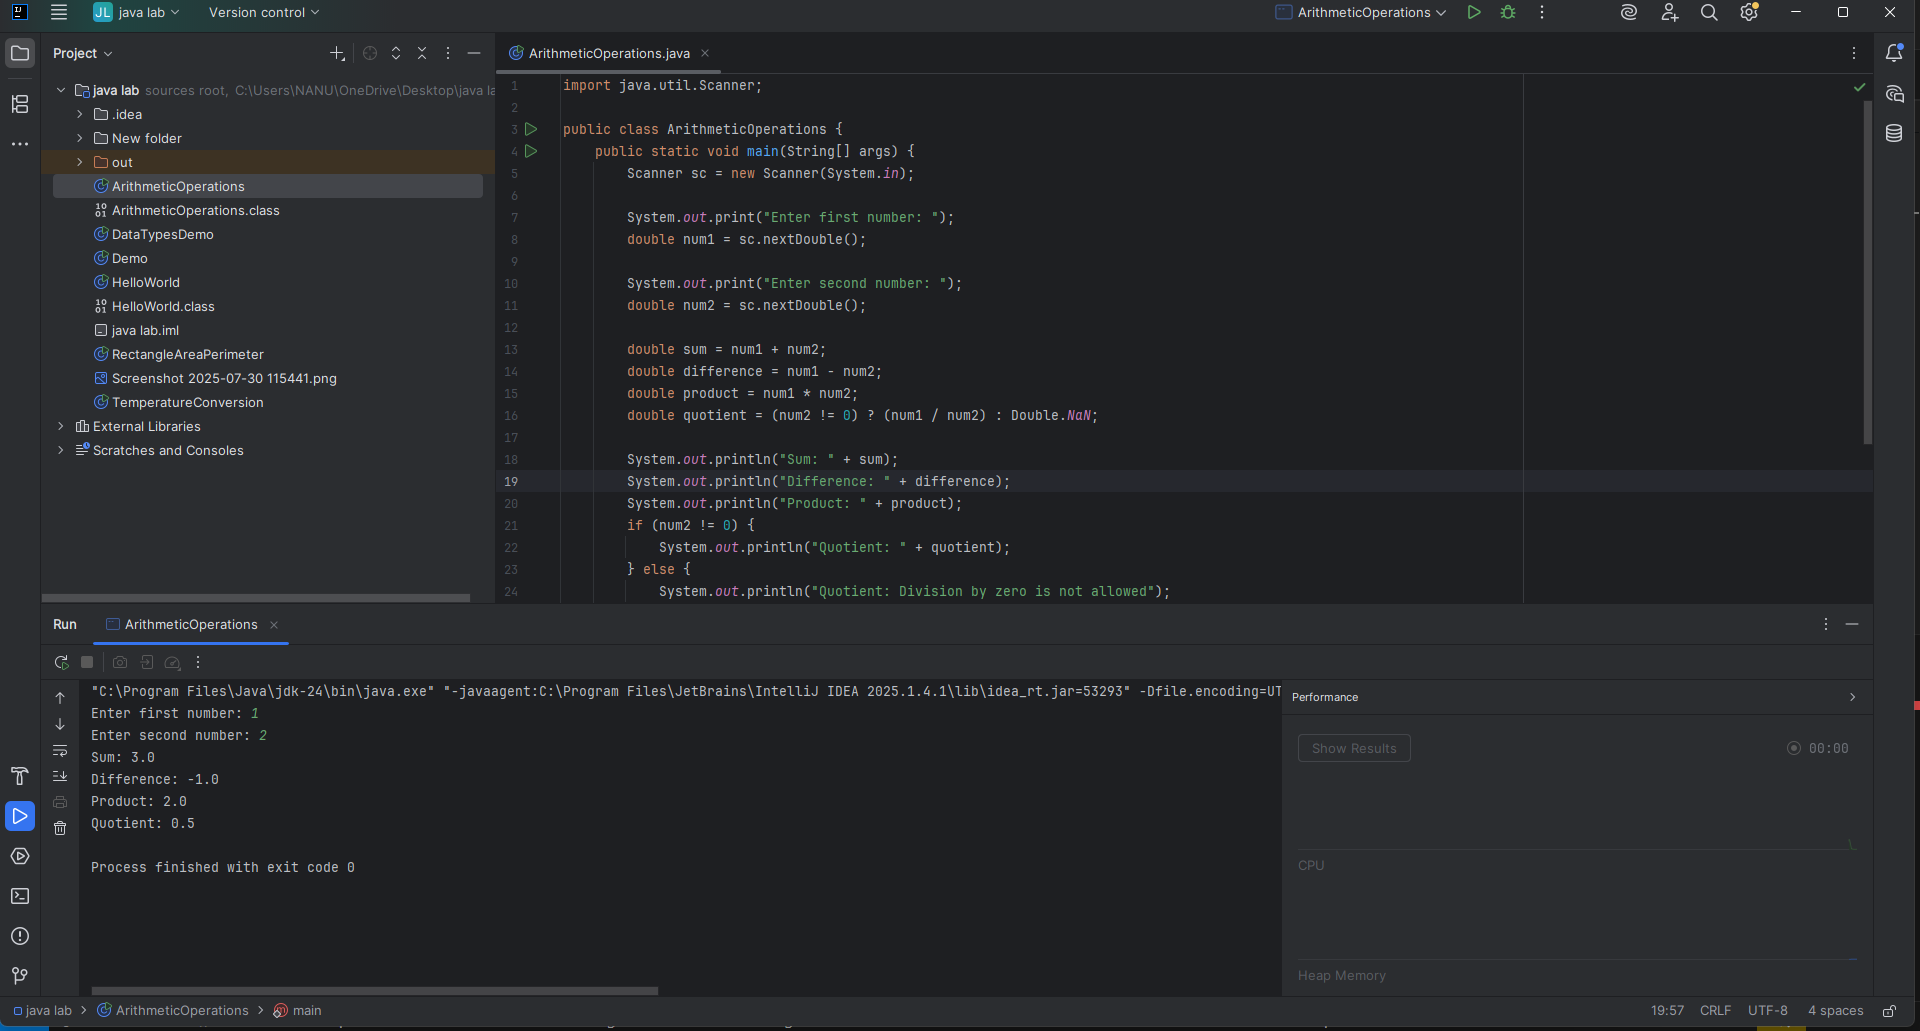 JL java lab Version control ArithmeticOperations
Project
ArithmeticOperations.java
java lab sources root, C:\Users\NANU\OneDrive\Desktop\java la
.idea
New folder
out
ArithmeticOperations
ArithmeticOperations.class
DataTypesDemo
Demo
HelloWorld
HelloWorld.class
java lab.iml
RectangleAreaPerimeter
Screenshot 2025-07-30 115441.png
TemperatureConversion
External Libraries
Scratches and Consoles
1 import java.util.Scanner;
2
3 public class ArithmeticOperations {
4 public static void main(String[] args) {
5 Scanner sc = new Scanner(System.in);
6
7 System.out.print("Enter first number: ");
8 double num1 = sc.nextDouble();
9
10 System.out.print("Enter second number: ");
11 double num2 = sc.nextDouble();
12
13 double sum = num1 + num2;
14 double difference = num1 - num2;
15 double product = num1 * num2;
16 double quotient = (num2 != 0) ? (num1 / num2) : Double.NaN;
17
18 System.out.println("Sum: " + sum);
19 System.out.println("Difference: " + difference);
20 System.out.println("Product: " + product);
21 if (num2 != 0) {
22 System.out.println("Quotient: " + quotient);
23 } else {
24 System.out.println("Quotient: Division by zero is not allowed");
Run ArithmeticOperations
"C:\Program Files\Java\jdk-24\bin\java.exe" "-javaagent:C:\Program Files\JetBrains\IntelliJ IDEA 2025.1.4.1\lib\idea_rt.jar=53293" -Dfile.encoding=UT
Enter first number: 1
Enter second number: 2
Sum: 3.0
Difference: -1.0
Product: 2.0
Quotient: 0.5
Process finished with exit code 0
Performance
Show Results 00:00
CPU
Heap Memory
java lab ArithmeticOperations main 19:57 CRLF UTF-8 4 spaces